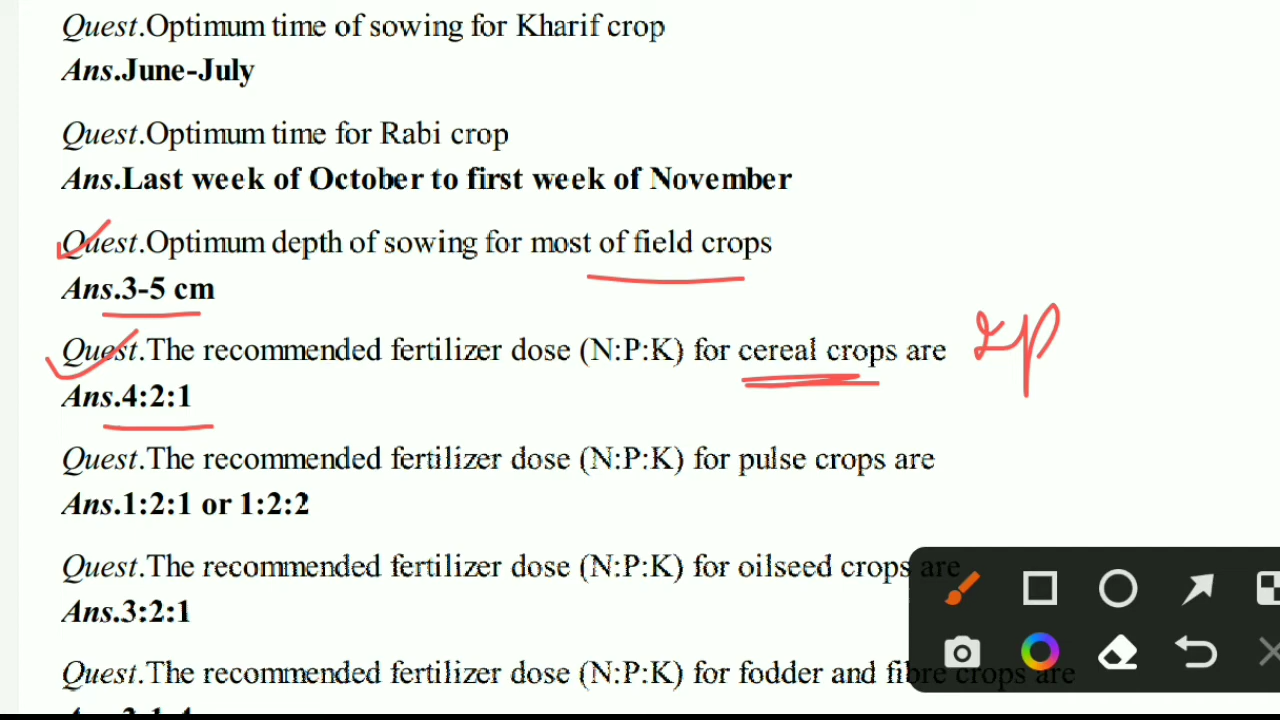 Quest.Optimum time of sowing for Kharif crop
Ans.June-July
Quest.Optimum time for Rabi crop
Ans.Last week of October to first week of November
Quest.Optimum depth of sowing for most of field crops
Ans.3-5 cm
Quest.The recommended fertilizer dose (N:P:K) for cereal crops are
Ans.4:2:1
Quest.The recommended fertilizer dose (N:P:K) for pulse crops are
Ans.1:2:1 or 1:2:2
Quest.The recommended fertilizer dose (N:P:K) for oilseed crops are
Ans.3:2:1
Quest.The recommended fertilizer dose (N:P:K) for fodder and fibre crops are